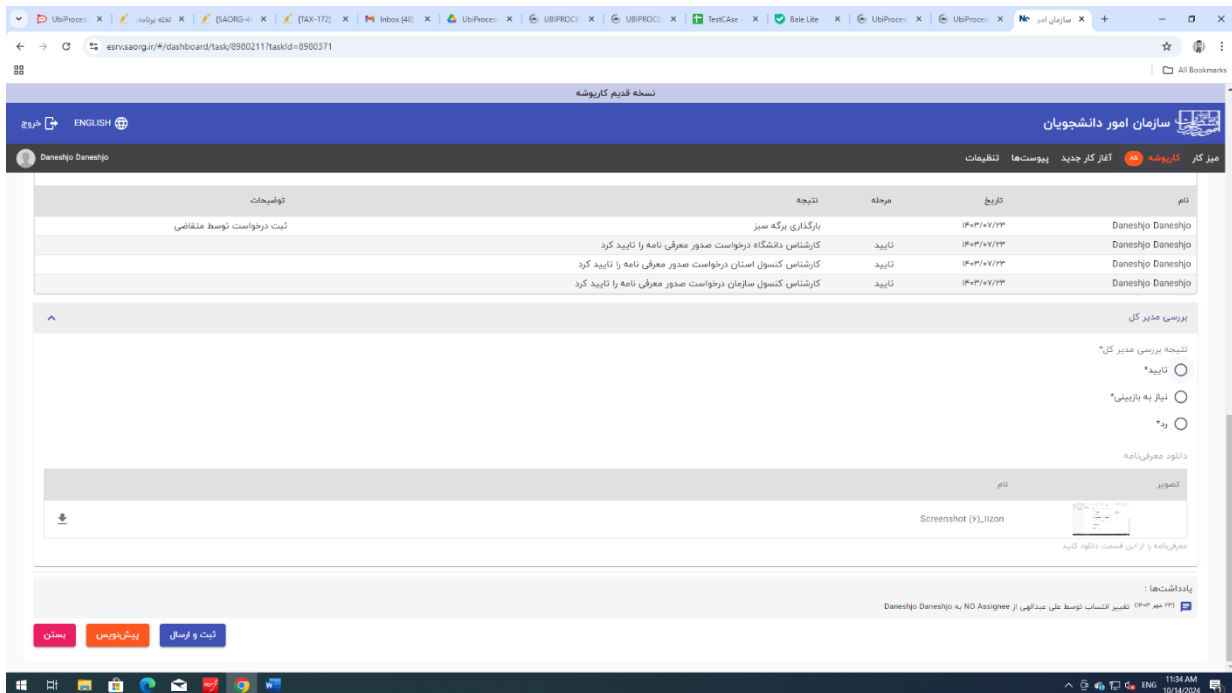 UbiProces
تخته برنامه
[SAORG-4
[TAX-172]
Inbox (48)
UbiProces
UBIPROCE
UBIPROCE
TestCAse
Bale Lite
UbiProces
UbiProces
سازمان امور
esrv.saorg.ir/#/dashboard/task/8980211?taskId=8980371
All Bookmarks
نسخه قدیم کارپوشه
سازمان امور دانشجویان
ENGLISH
خروج
میز کار کارپوشه ۸۵ آغاز کار جدید پیوست‌ها تنظیمات
Daneshjo Daneshjo
نام تاریخ مرحله نتیجه توضیحات
Daneshjo Daneshjo ۱۴۰۳/۰۷/۲۳ بارگذاری برگه سبز ثبت درخواست توسط متقاضی
Daneshjo Daneshjo ۱۴۰۳/۰۷/۲۳ تایید کارشناس دانشگاه درخواست صدور معرفی نامه را تایید کرد
Daneshjo Daneshjo ۱۴۰۳/۰۷/۲۳ تایید کارشناس کنسول استان درخواست صدور معرفی نامه را تایید کرد
Daneshjo Daneshjo ۱۴۰۳/۰۷/۲۳ تایید کارشناس کنسول سازمان درخواست صدور معرفی نامه را تایید کرد
بررسی مدیر کل
نتیجه بررسی مدیر کل*
تایید*
نیاز به بازبینی*
رد*
دانلود معرفی‌نامه
تصویر نام
Screenshot (۶)_11zon
معرفی‌نامه را از این قسمت دانلود کنید
یادداشت‌ها :
(۲۳ مهر ۱۴۰۳) تغییر انتساب توسط علی عبدالهی از NO Assignee به Daneshjo Daneshjo
ثبت و ارسال پیش‌نویس بستن
ENG
11:34 AM
10/14/2024